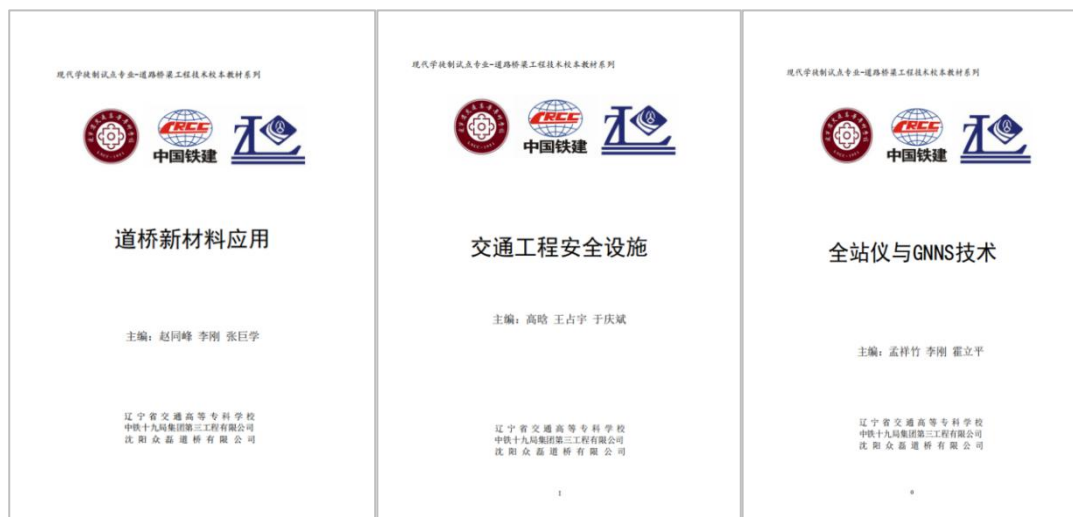 现代学徒制试点专业-道路桥梁工程技术校本教材系列
CRCC
中国铁建
道桥新材料应用
主编：赵同峰 李刚 张巨学
辽宁省交通高等专科学校
中铁十九局集团第三工程有限公司
沈阳众磊道桥有限公司
现代学徒制试点专业-道路桥梁工程技术校本教材系列
CRCC
中国铁建
交通工程安全设施
主编：高晗 王占宇 于庆斌
辽宁省交通高等专科学校
中铁十九局集团第三工程有限公司
沈阳众磊道桥有限公司
1
现代学徒制试点专业-道路桥梁工程技术校本教材系列
CRCC
中国铁建
全站仪与GNNS技术
主编：孟祥竹 李刚 霍立平
辽宁省交通高等专科学校
中铁十九局集团第三工程有限公司
沈阳众磊道桥有限公司